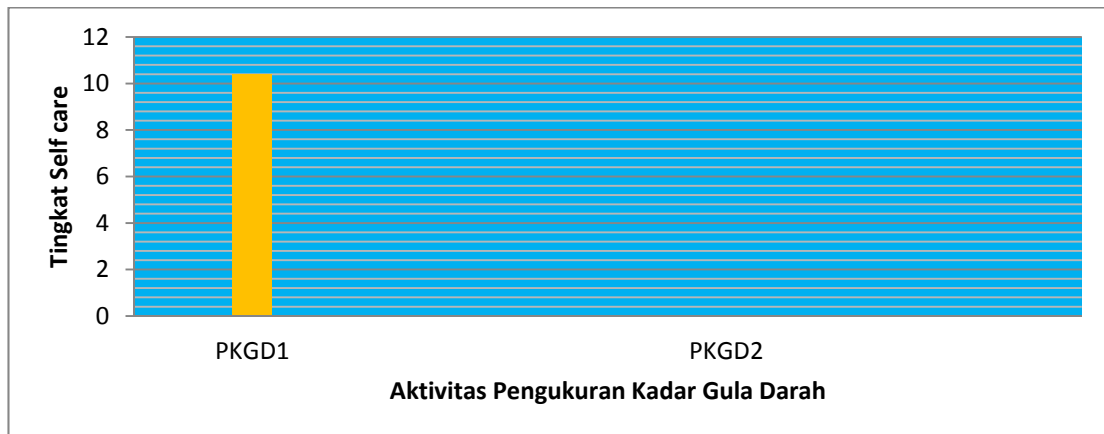 Tingkat Self care
12
10
8
6
4
2
0
PKGD1 PKGD2
Aktivitas Pengukuran Kadar Gula Darah